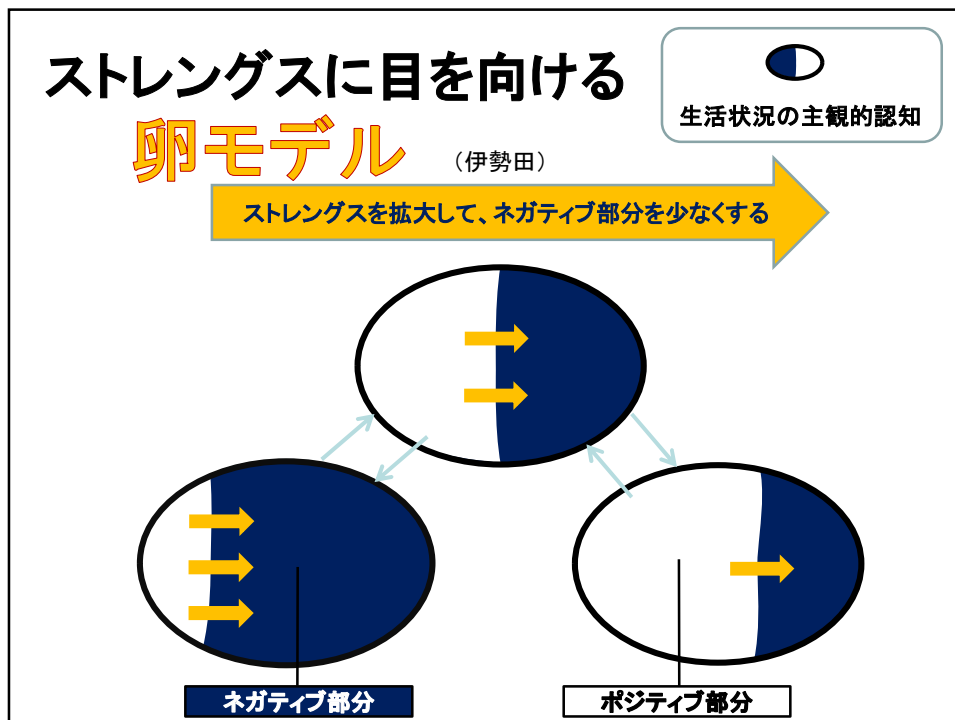 ストレングスに目を向ける
卵モデル (伊勢田)
生活状況の主観的認知
ストレングスを拡大して、ネガティブ部分を少なくする
ネガティブ部分
ポジティブ部分